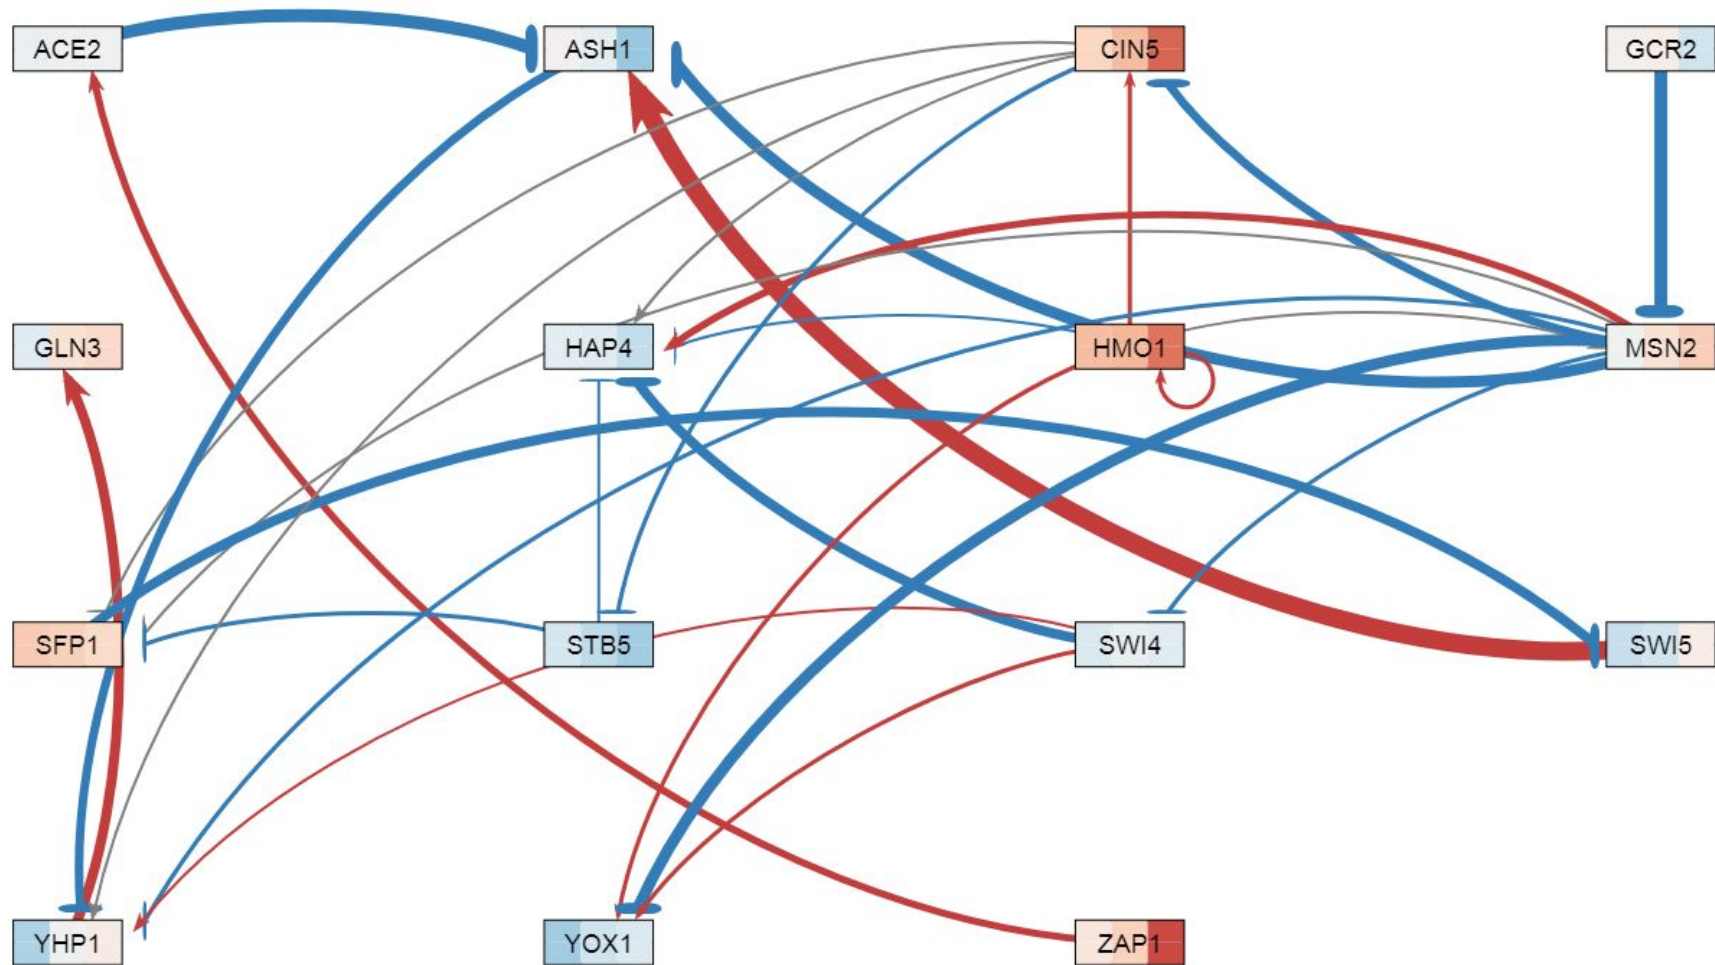 ACE2
ASH1
CIN5
GCR2
GLN3
HAP4
HMO1
MSN2
SFP1
STB5
SWI4
SWI5
YHP1
YOX1
ZAP1